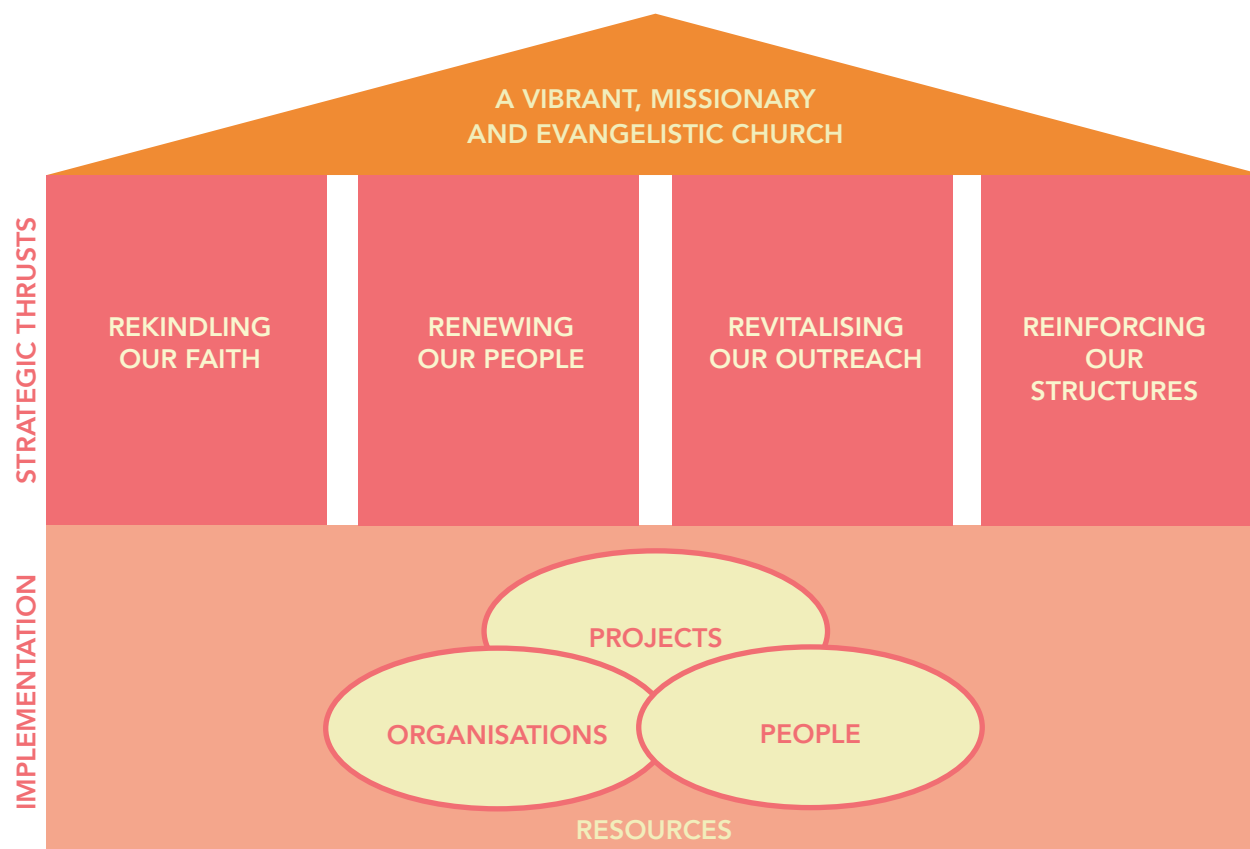 A VIBRANT, MISSIONARY
AND EVANGELISTIC CHURCH
STRATEGIC THRUSTS
REKINDLING
OUR FAITH
RENEWING
OUR PEOPLE
REVITALISING
OUR OUTREACH
REINFORCING
OUR
STRUCTURES
IMPLEMENTATION
PROJECTS
ORGANISATIONS
PEOPLE
RESOURCES